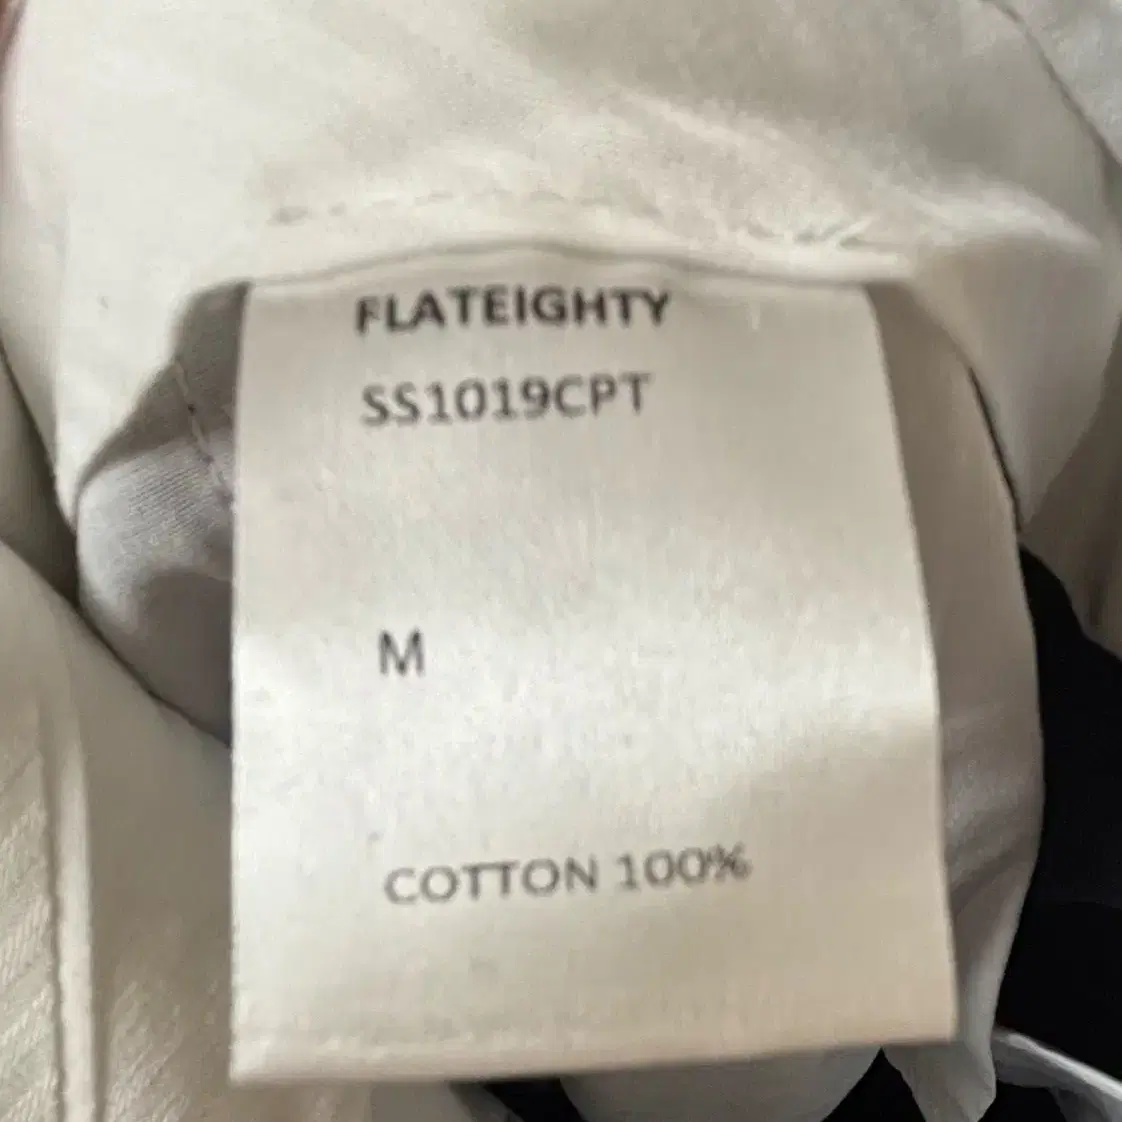 FLATEIGHTY
SS1019CPT
M
COTTON 100%